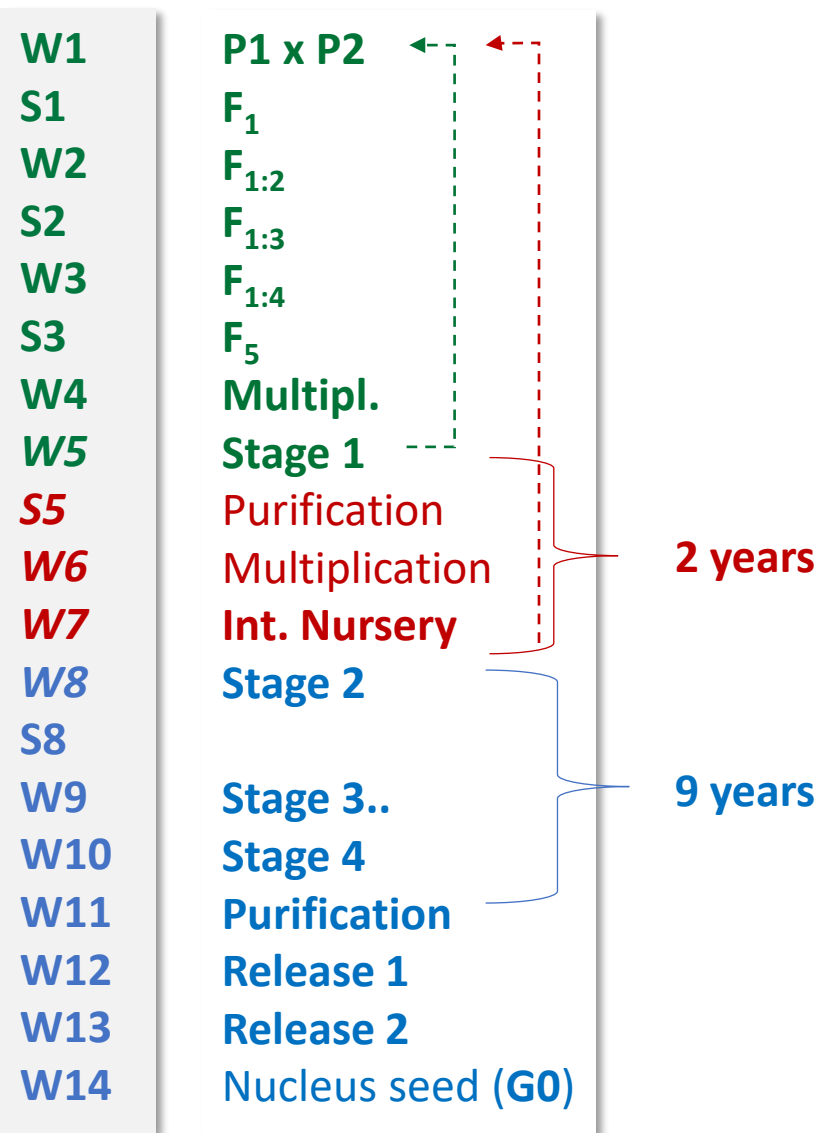 W1 P1 x P2
S1 F1
W2 F1:2
S2 F1:3
W3 F1:4
S3 F5
W4 Multipl.
W5 Stage 1
S5 Purification
W6 Multiplication
2 years
W7 Int. Nursery
W8 Stage 2
S8
W9 Stage 3..
9 years
W10 Stage 4
W11 Purification
W12 Release 1
W13 Release 2
W14 Nucleus seed (G0)